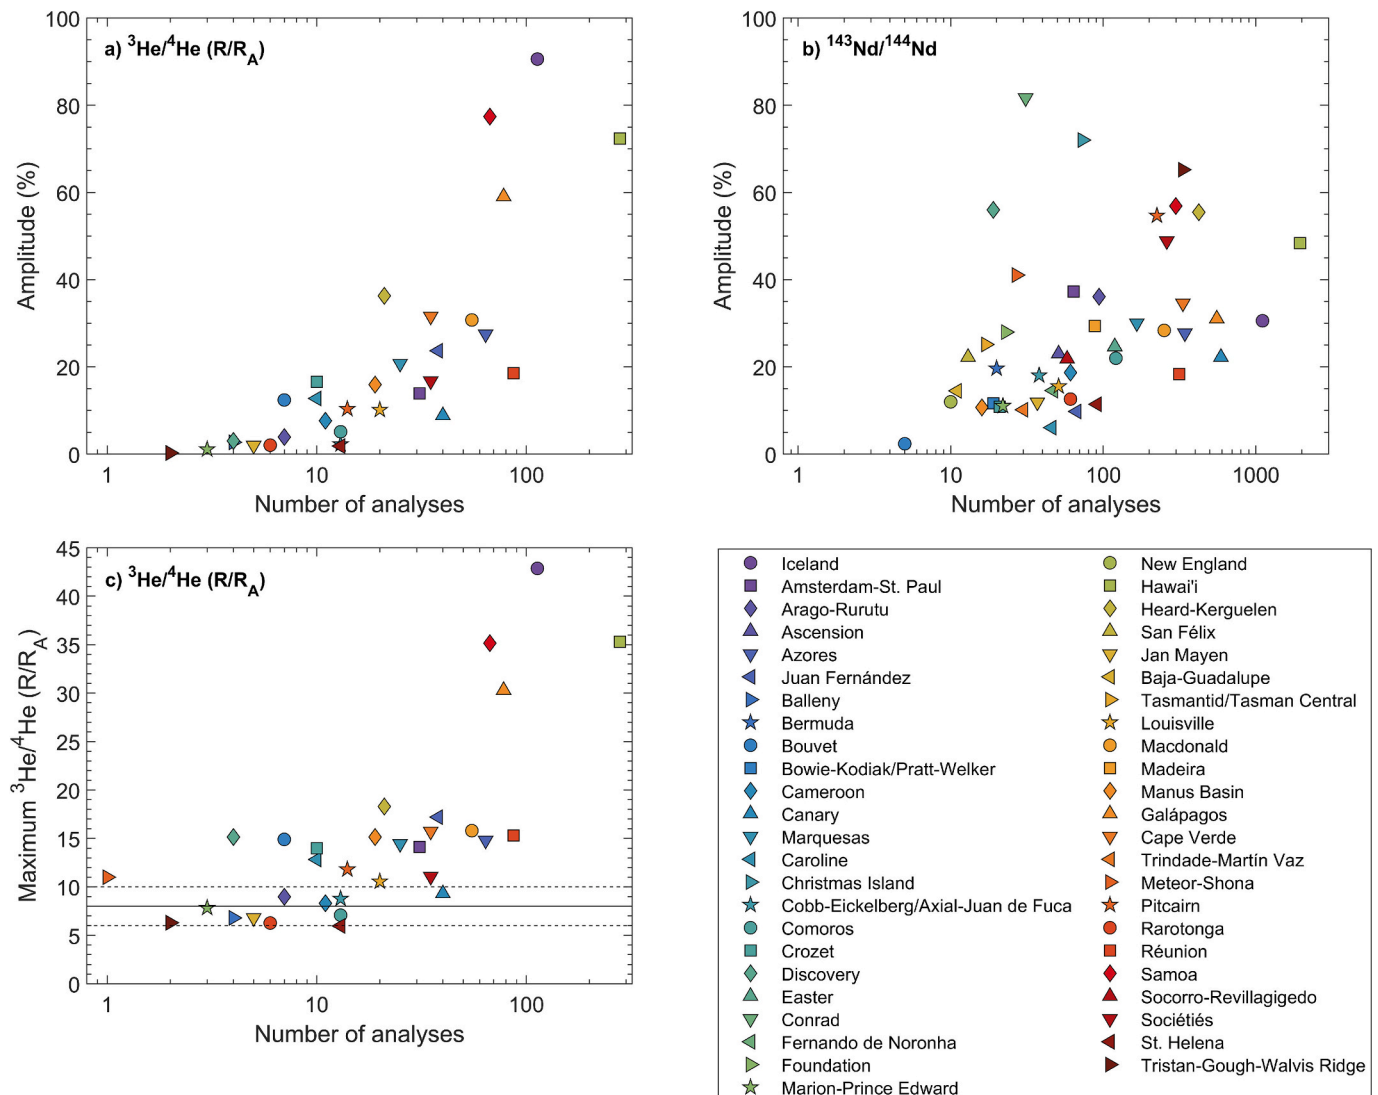 a) ³He/⁴He (R/R_A)
Amplitude (%)
100
80
60
40
20
0
1 10 100
Number of analyses
b) ¹⁴³Nd/¹⁴⁴Nd
Amplitude (%)
100
80
60
40
20
0
1 10 100 1000
Number of analyses
c) ³He/⁴He (R/R_A)
Maximum ³He/⁴He (R/R_A)
45
40
35
30
25
20
15
10
5
0
1 10 100
Number of analyses
Iceland
Amsterdam-St. Paul
Arago-Rurutu
Ascension
Azores
Juan Fernández
Balleny
Bermuda
Bouvet
Bowie-Kodiak/Pratt-Welker
Cameroon
Canary
Marquesas
Caroline
Christmas Island
Cobb-Eickelberg/Axial-Juan de Fuca
Comoros
Crozet
Discovery
Easter
Conrad
Fernando de Noronha
Foundation
Marion-Prince Edward
New England
Hawai'i
Heard-Kerguelen
San Félix
Jan Mayen
Baja-Guadalupe
Tasmantid/Tasman Central
Louisville
Macdonald
Madeira
Manus Basin
Galápagos
Cape Verde
Trindade-Martín Vaz
Meteor-Shona
Pitcairn
Rarotonga
Réunion
Samoa
Socorro-Revillagigedo
Sociétiés
St. Helena
Tristan-Gough-Walvis Ridge